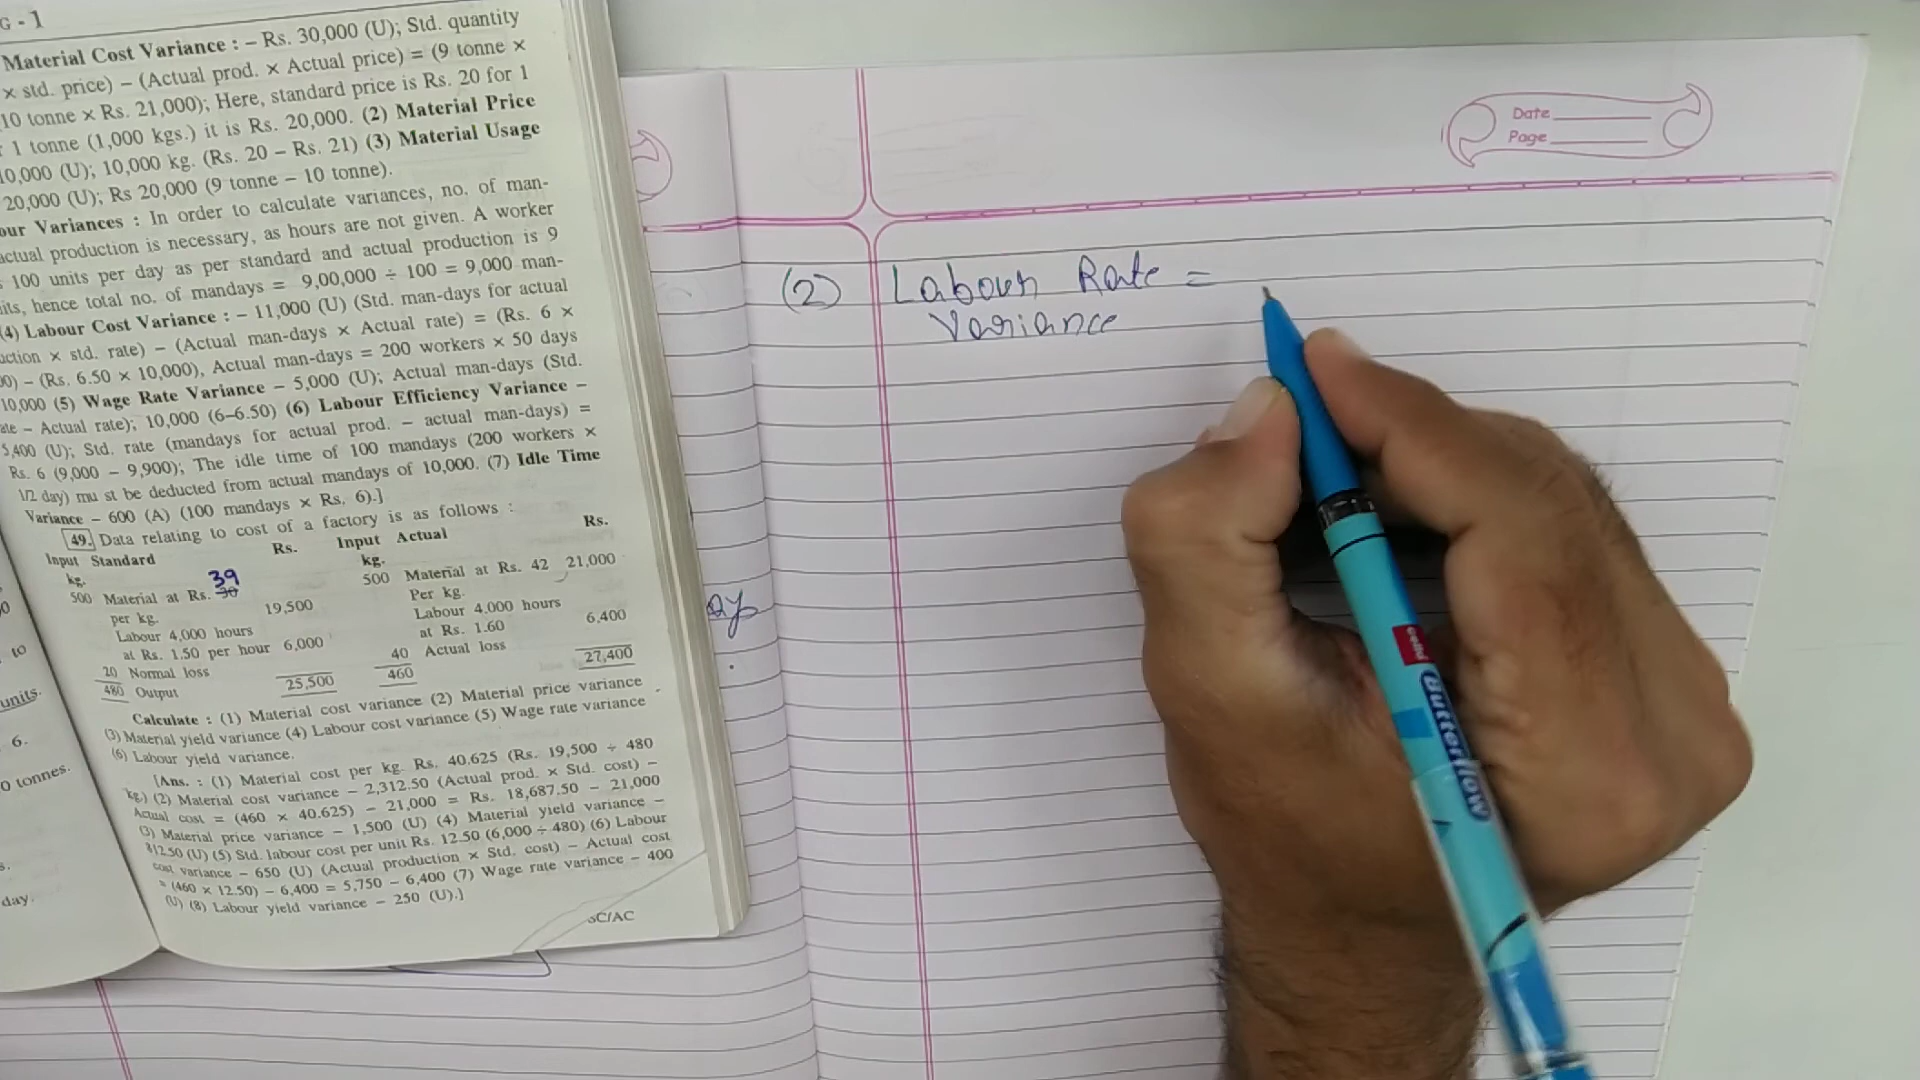 G - 1
Material Cost Variance : – Rs. 30,000 (U); Std. quantity
× std. price) – (Actual prod. × Actual price) = (9 tonne ×
10 tonne × Rs. 21,000); Here, standard price is Rs. 20 for 1
1 tonne (1,000 kgs.) it is Rs. 20,000. (2) Material Price
10,000 (U); 10,000 kg. (Rs. 20 – Rs. 21) (3) Material Usage
20,000 (U); Rs 20,000 (9 tonne – 10 tonne).
our Variances : In order to calculate variances, no. of man-
actual production is necessary, as hours are not given. A worker
100 units per day as per standard and actual production is 9
its, hence total no. of mandays = 9,00,000 ÷ 100 = 9,000 man-
(4) Labour Cost Variance : – 11,000 (U) (Std. man-days for actual
uction × std. rate) – (Actual man-days × Actual rate) = (Rs. 6 ×
00) – (Rs. 6.50 × 10,000), Actual man-days = 200 workers × 50 days
10,000 (5) Wage Rate Variance – 5,000 (U); Actual man-days (Std.
ate – Actual rate); 10,000 (6–6.50) (6) Labour Efficiency Variance –
5,400 (U); Std. rate (mandays for actual prod. – actual man-days) =
Rs. 6 (9,000 – 9,900); The idle time of 100 mandays (200 workers ×
1/2 day) mu st be deducted from actual mandays of 10,000. (7) Idle Time
Variance – 600 (A) (100 mandays × Rs. 6).]
49. Data relating to cost of a factory is as follows :
Input Standard Rs. Input Actual Rs.
kg. kg.
500 Material at Rs. 30 39 500 Material at Rs. 42 21,000
per kg. 19,500 Per kg.
Labour 4,000 hours Labour 4,000 hours
at Rs. 1.50 per hour 6,000 at Rs. 1.60 6,400
20 Normal loss 40 Actual loss
480 Output 25,500 460 27,400
Calculate : (1) Material cost variance (2) Material price variance
(3) Material yield variance (4) Labour cost variance (5) Wage rate variance
(6) Labour yield variance.
[Ans. : (1) Material cost per kg. Rs. 40.625 (Rs. 19,500 ÷ 480
kg.) (2) Material cost variance – 2,312.50 (Actual prod. × Std. cost) –
Actual cost = (460 × 40.625) – 21,000 = Rs. 18,687.50 – 21,000
(3) Material price variance – 1,500 (U) (4) Material yield variance –
812.50 (U) (5) Std. labour cost per unit Rs. 12.50 (6,000 ÷ 480) (6) Labour
cost variance – 650 (U) (Actual production × Std. cost) – Actual cost
= (460 × 12.50) – 6,400 = 5,750 – 6,400 (7) Wage rate variance – 400
(U) (8) Labour yield variance – 250 (U).]
SC/AC
to
units.
6.
0 tonnes.
s.
day.
Date
Page
(2) Labour Rate =
Variance
cello
Butterflow